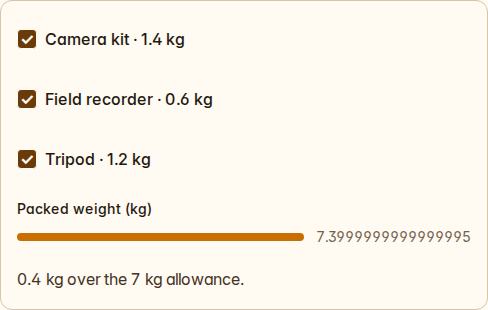 Camera kit · 1.4 kg
Field recorder · 0.6 kg
Tripod · 1.2 kg
Packed weight (kg)
7.3999999999999995
0.4 kg over the 7 kg allowance.